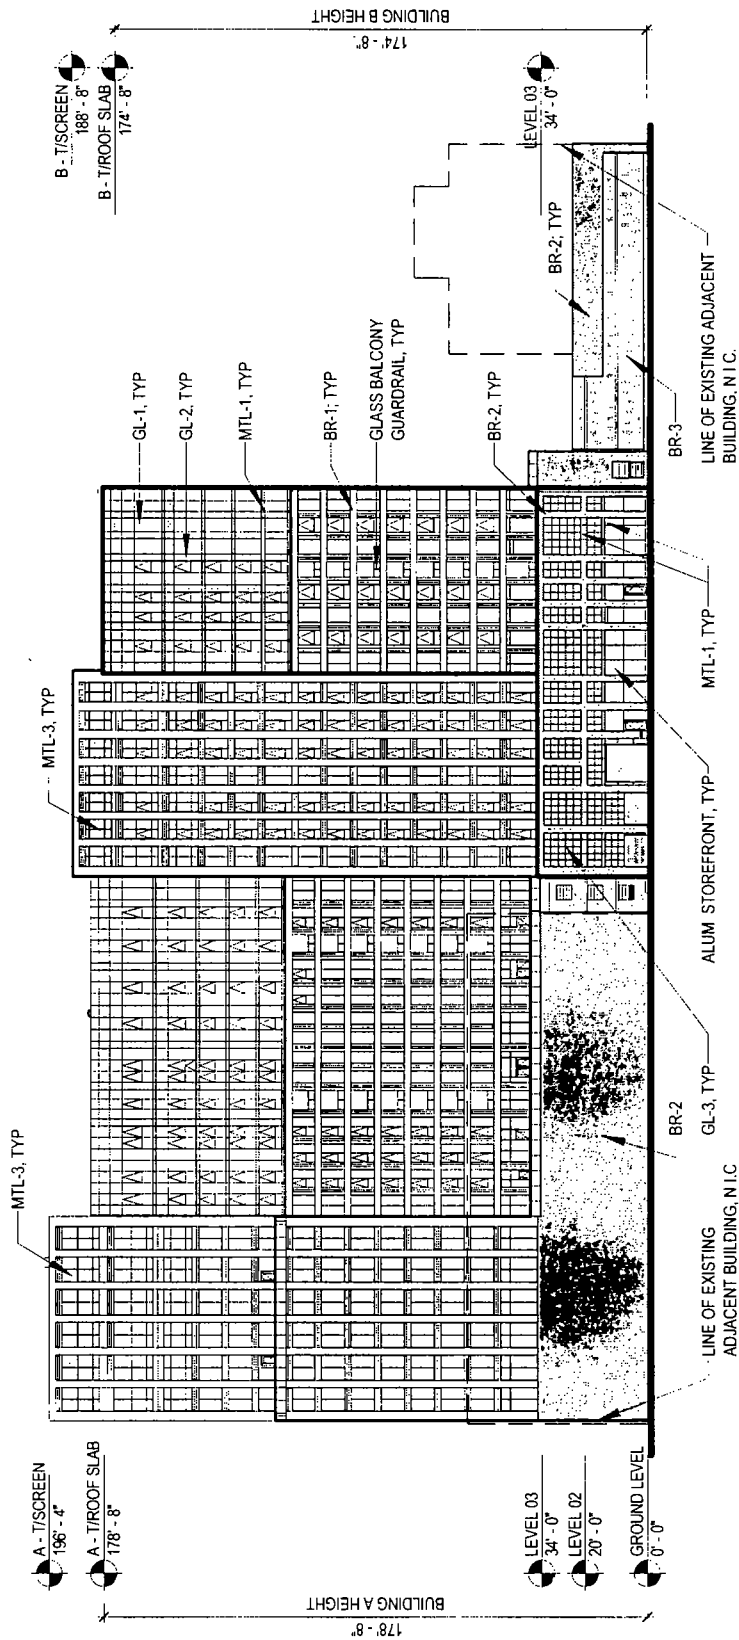 A - T/SCREEN
196' - 4"
A - T/ROOF SLAB
178' - 8"
LEVEL 03
34' - 0"
LEVEL 02
20' - 0"
GROUND LEVEL
0' - 0"
BUILDING A HEIGHT
178' - 8"
MTL-3, TYP
MTL-3, TYP
GL-1, TYP
GL-2, TYP
MTL-1, TYP
BR-1; TYP
GLASS BALCONY
GUARDRAIL, TYP
BR-2, TYP
BR-2; TYP
B - T/SCREEN
188' - 8"
B - T/ROOF SLAB
174' - 8"
LEVEL 03
34' - 0"
BUILDING B HEIGHT
174' - 8"
LINE OF EXISTING
ADJACENT BUILDING, N I.C
BR-2
GL-3, TYP
ALUM STOREFRONT, TYP
MTL-1, TYP
BR-3
LINE OF EXISTING ADJACENT
BUILDING, N I C.